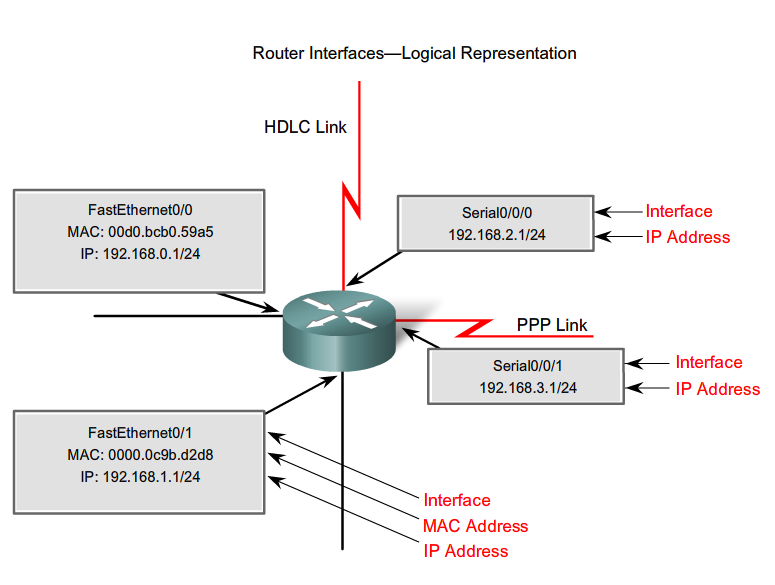 Router Interfaces—Logical Representation
HDLC Link
FastEthernet0/0
MAC: 00d0.bcb0.59a5
IP: 192.168.0.1/24
Serial0/0/0
192.168.2.1/24
Interface
IP Address
PPP Link
Serial0/0/1
192.168.3.1/24
Interface
IP Address
FastEthernet0/1
MAC: 0000.0c9b.d2d8
IP: 192.168.1.1/24
Interface
MAC Address
IP Address